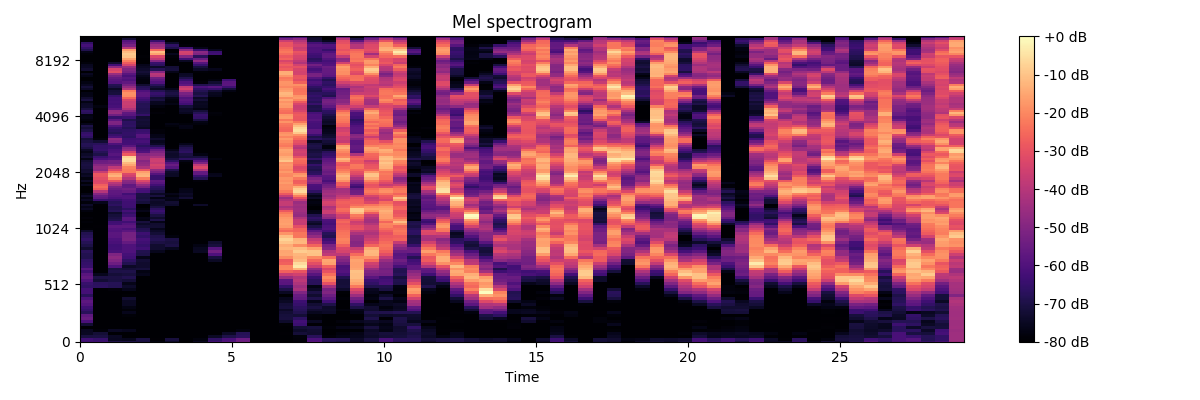 Mel spectrogram
+0 dB
8192
-10 dB
4096
-20 dB
-30 dB
2048
Hz
-40 dB
1024
-50 dB
-60 dB
512
-70 dB
0
-80 dB
0 5 10 15 20 25
Time